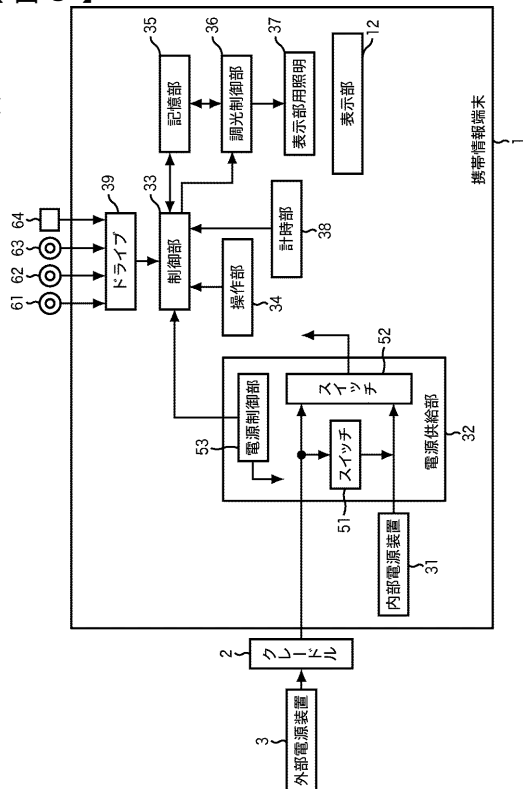 3
外部電源装置
2
クレードル
携帯情報端末
1
61
62
63
64
39
ドライブ
33
制御部
35
記憶部
36
調光制御部
37
表示部用照明
12
表示部
操作部
34
計時部
38
53
電源制御部
52
スイッチ
51
スイッチ
電源供給部
32
内部電源装置
31